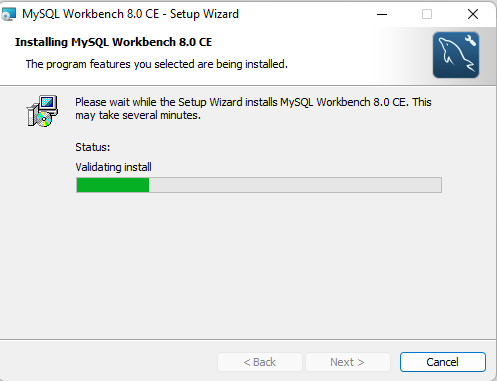 MySQL Workbench 8.0 CE - Setup Wizard
Installing MySQL Workbench 8.0 CE
The program features you selected are being installed.
Please wait while the Setup Wizard installs MySQL Workbench 8.0 CE. This
may take several minutes.
Status:
Validating install
< Back
Next >
Cancel